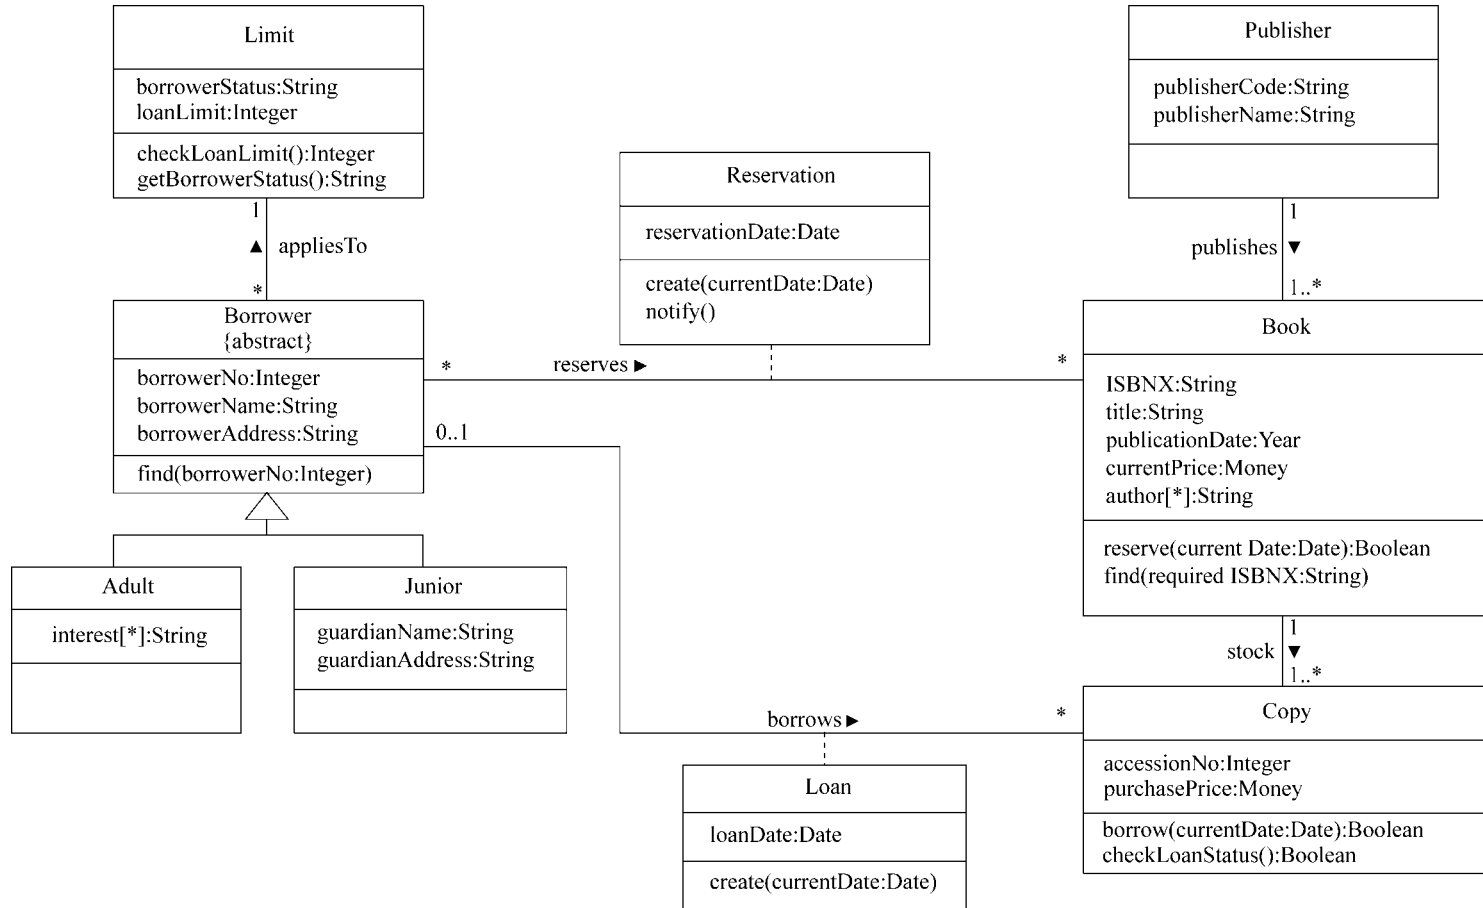 Limit
borrowerStatus:String
loanLimit:Integer
checkLoanLimit():Integer
getBorrowerStatus():String
1
▲ appliesTo
*
Publisher
publisherCode:String
publisherName:String
1
publishes ▼
1..*
Reservation
reservationDate:Date
create(currentDate:Date)
notify()
Borrower
{abstract}
borrowerNo:Integer
borrowerName:String
borrowerAddress:String
find(borrowerNo:Integer)
*
reserves ▶
*
0..1
Book
ISBNX:String
title:String
publicationDate:Year
currentPrice:Money
author[*]:String
reserve(current Date:Date):Boolean
find(required ISBNX:String)
1
stock ▼
1..*
Adult
interest[*]:String
Junior
guardianName:String
guardianAddress:String
borrows ▶
*
Copy
accessionNo:Integer
purchasePrice:Money
borrow(currentDate:Date):Boolean
checkLoanStatus():Boolean
Loan
loanDate:Date
create(currentDate:Date)